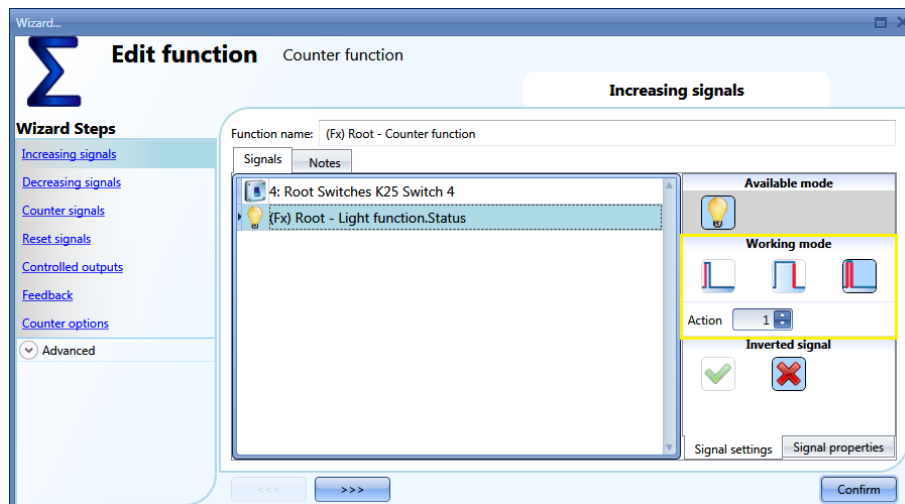 Wizard...
Edit function Counter function
Increasing signals
Wizard Steps
Increasing signals
Decreasing signals
Counter signals
Reset signals
Controlled outputs
Feedback
Counter options
Advanced
Function name: (Fx) Root - Counter function
Signals Notes
4: Root Switches K25 Switch 4
(Fx) Root - Light function.Status
Available mode
Working mode
Action 1
Inverted signal
Signal settings Signal properties
<<< >>> Confirm